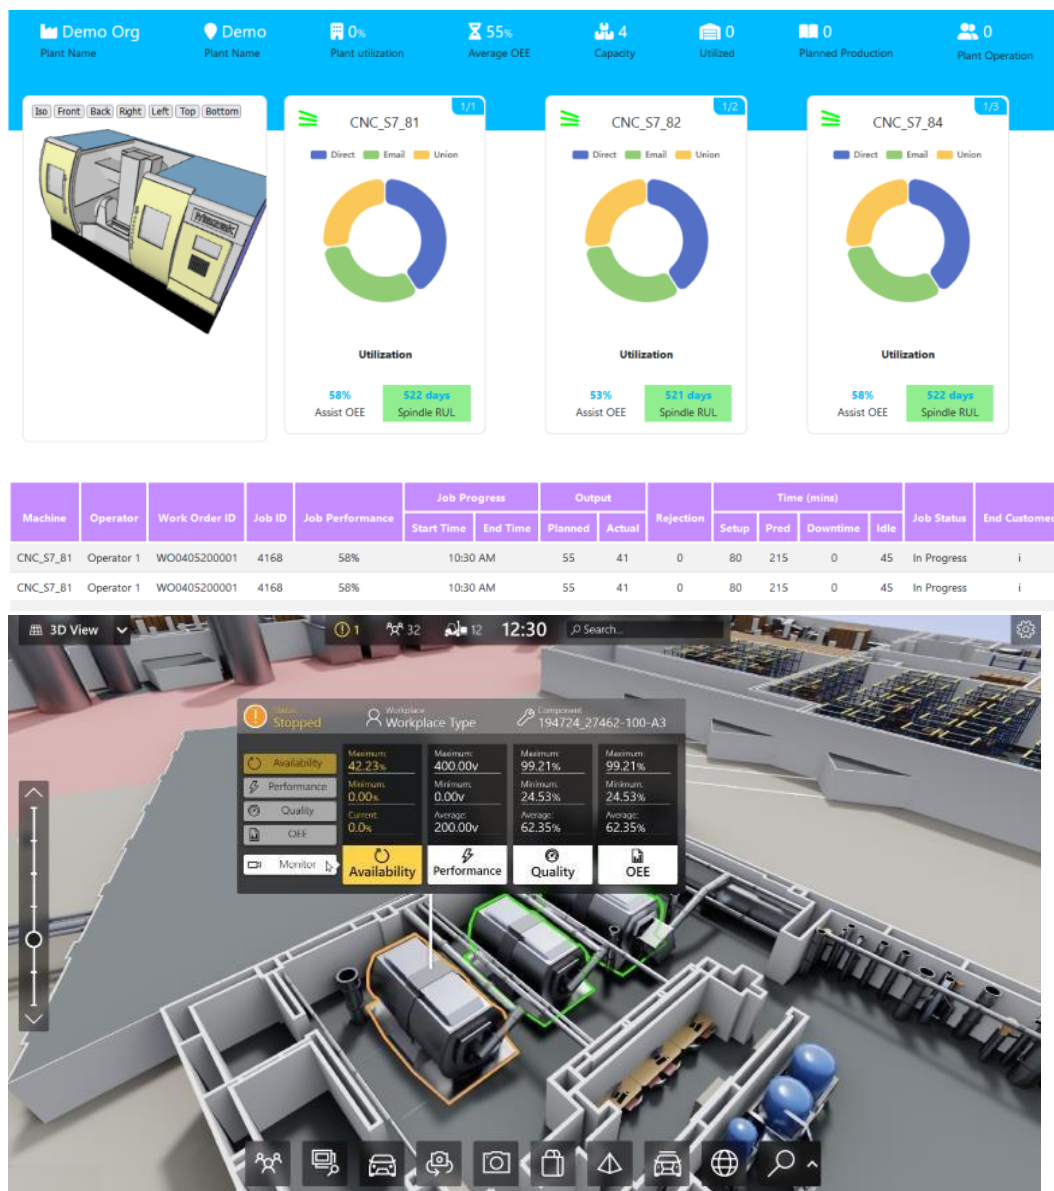 Demo Org
Plant Name
Demo
Plant Name
0%
Plant utilization
55%
Average OEE
4
Capacity
0
Utilized
0
Planned Production
0
Plant Operation
Iso Front Back Right Left Top Bottom
Mazak
1/1
CNC_S7_81
Direct Email Union
Utilization
58%
Assist OEE
522 days
Spindle RUL
1/2
CNC_S7_82
Direct Email Union
Utilization
53%
Assist OEE
521 days
Spindle RUL
1/3
CNC_S7_84
Direct Email Union
Utilization
58%
Assist OEE
522 days
Spindle RUL
Machine Operator Work Order ID Job ID Job Performance Job Progress Output Rejection Time (mins) Job Status End Customer
Start Time End Time Planned Actual Setup Pred Downtime Idle
CNC_S7_81 Operator 1 WO0405200001 4168 58% 10:30 AM 55 41 0 80 215 0 45 In Progress i
CNC_S7_81 Operator 1 WO0405200001 4168 58% 10:30 AM 55 41 0 80 215 0 45 In Progress i
3D View 1 32 12 12:30 Search...
Status
Stopped
Workplace
Workplace Type
Component
194724_27462-100-A3
Availability
Performance
Quality
OEE
Monitor
Maximum:
42.23%
Minimum:
0.00%
Current:
0.0%
Availability
Maximum:
400.00v
Minimum:
0.00v
Average:
200.00v
Performance
Maximum:
99.21%
Minimum:
24.53%
Average:
62.35%
Quality
Maximum:
99.21%
Minimum:
24.53%
Average:
62.35%
OEE